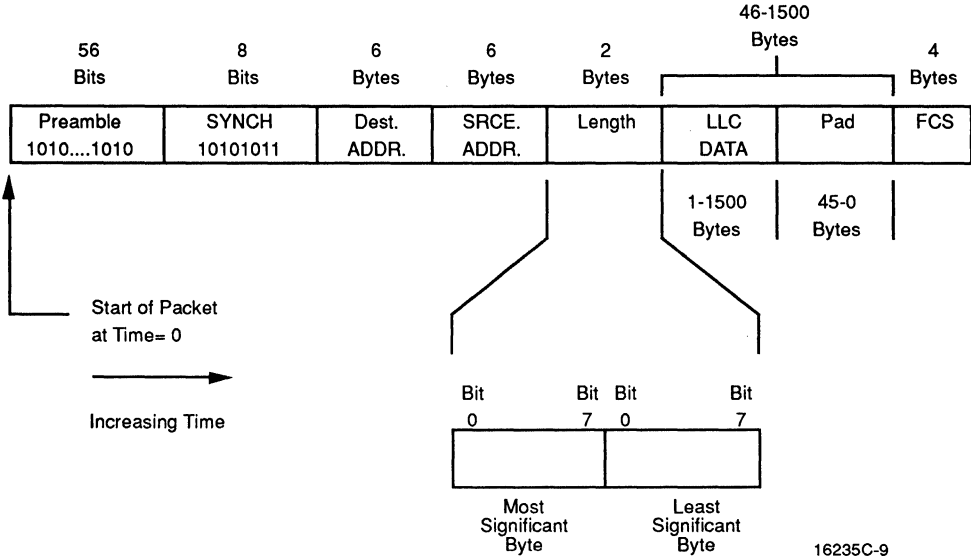 46-1500
Bytes
56
Bits
8
Bits
6
Bytes
6
Bytes
2
Bytes
4
Bytes
Preamble
1010....1010
SYNCH
10101011
Dest.
ADDR.
SRCE.
ADDR.
Length
LLC
DATA
Pad
FCS
1-1500
Bytes
45-0
Bytes
Start of Packet
at Time= 0
Increasing Time
Bit
0
Bit
7
Bit
0
Bit
7
Most
Significant
Byte
Least
Significant
Byte
16235C-9